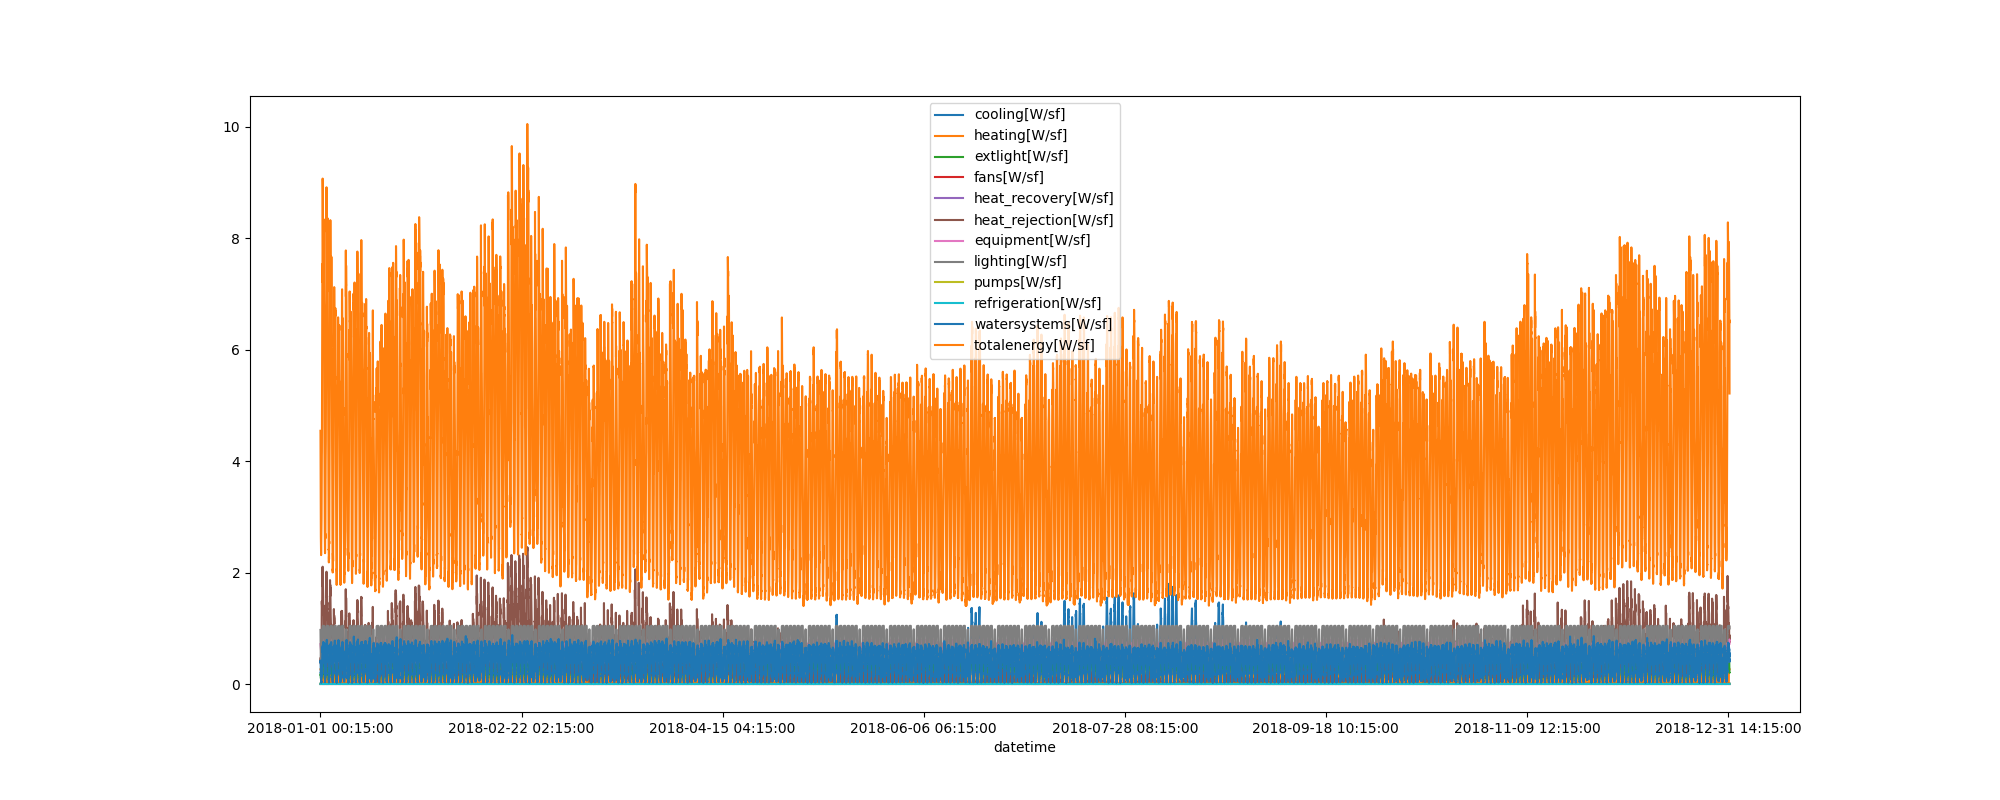 10
8
6
4
2
0
cooling[W/sf]
heating[W/sf]
extlight[W/sf]
fans[W/sf]
heat_recovery[W/sf]
heat_rejection[W/sf]
equipment[W/sf]
lighting[W/sf]
pumps[W/sf]
refrigeration[W/sf]
watersystems[W/sf]
totalenergy[W/sf]
2018-01-01 00:15:00
2018-02-22 02:15:00
2018-04-15 04:15:00
2018-06-06 06:15:00
2018-07-28 08:15:00
2018-09-18 10:15:00
2018-11-09 12:15:00
2018-12-31 14:15:00
datetime